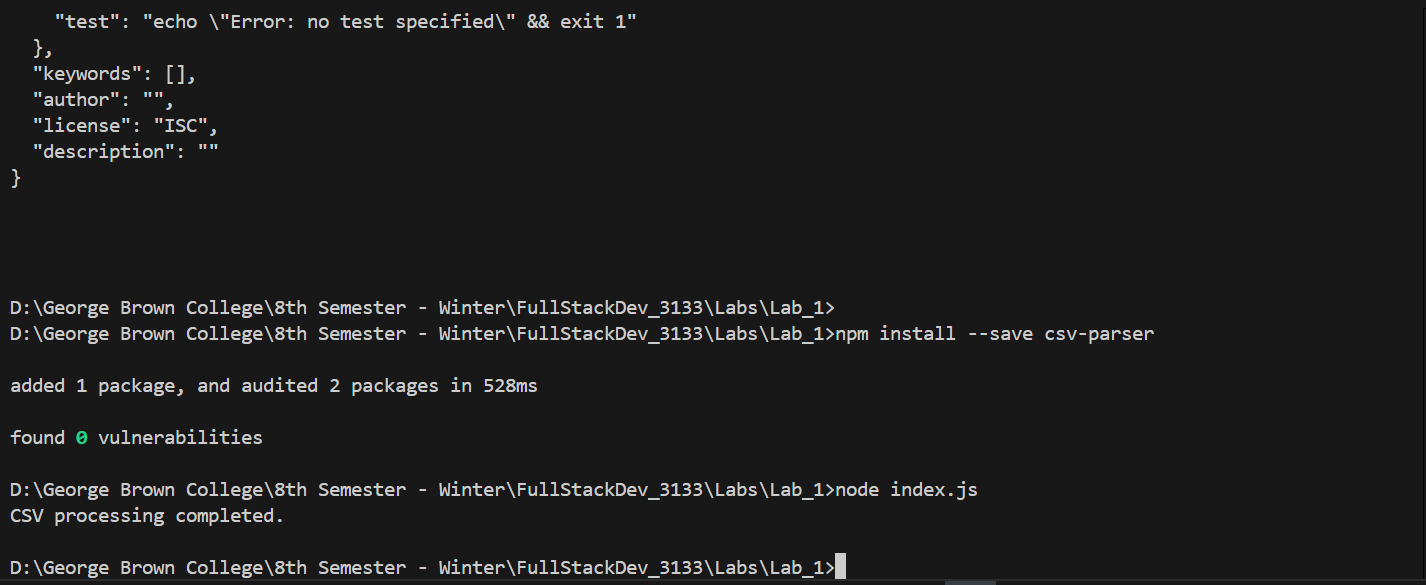 "test": "echo \"Error: no test specified\" && exit 1"
},
"keywords": [],
"author": "",
"license": "ISC",
"description": ""
}
D:\George Brown College\8th Semester - Winter\FullStackDev_3133\Labs\Lab_1>
D:\George Brown College\8th Semester - Winter\FullStackDev_3133\Labs\Lab_1>npm install --save csv-parser
added 1 package, and audited 2 packages in 528ms
found 0 vulnerabilities
D:\George Brown College\8th Semester - Winter\FullStackDev_3133\Labs\Lab_1>node index.js
CSV processing completed.
D:\George Brown College\8th Semester - Winter\FullStackDev_3133\Labs\Lab_1>